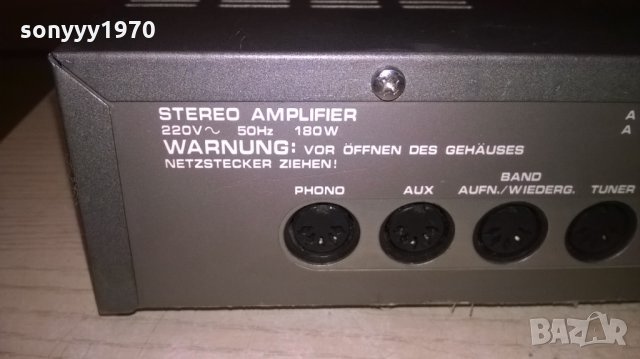 sonyyy1970
STEREO AMPLIFIER
220V~ 50Hz 180W
WARNUNG: VOR ÖFFNEN DES GEHÄUSES
NETZSTECKER ZIEHEN!
A
A
PHONO
AUX
BAND
AUFN./WIEDERG.
TUNER
BAZAR